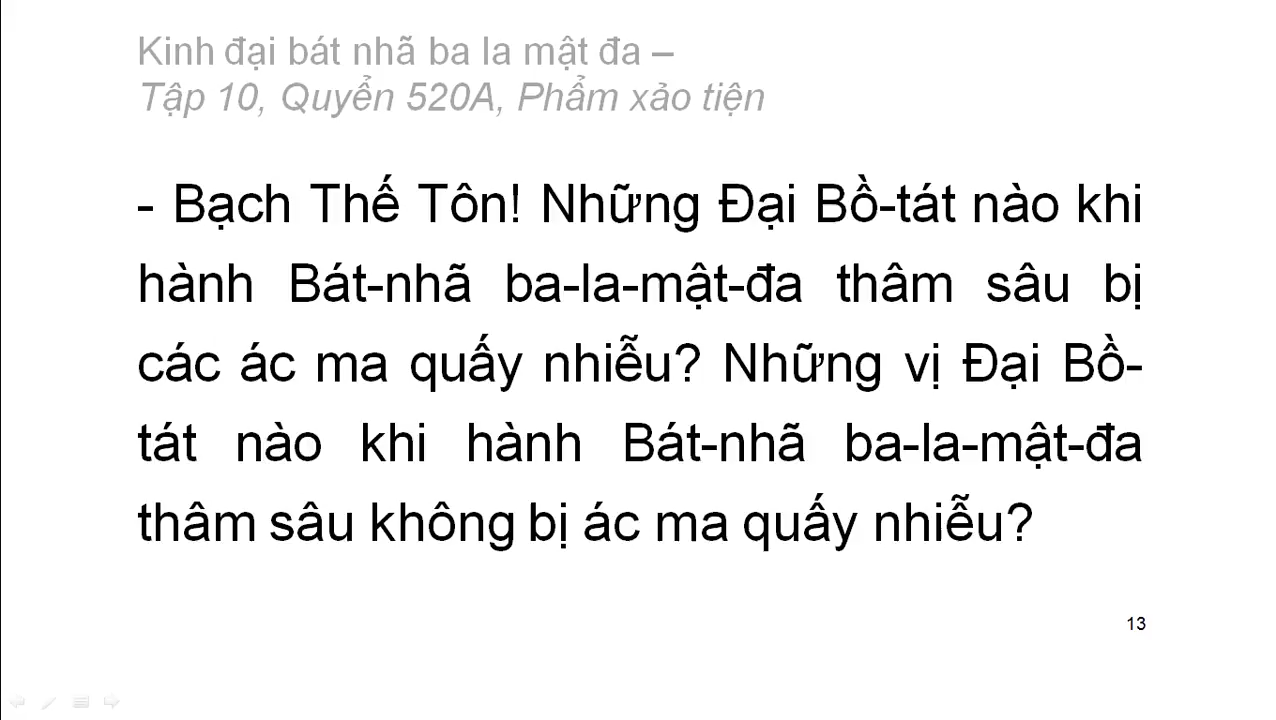 Kinh đại bát nhã ba la mật đa –
Tập 10, Quyển 520A, Phẩm xảo tiện
- Bạch Thế Tôn! Những Đại Bồ-tát nào khi
hành Bát-nhã ba-la-mật-đa thâm sâu bị
các ác ma quấy nhiễu? Những vị Đại Bồ-
tát nào khi hành Bát-nhã ba-la-mật-đa
thâm sâu không bị ác ma quấy nhiễu?
13